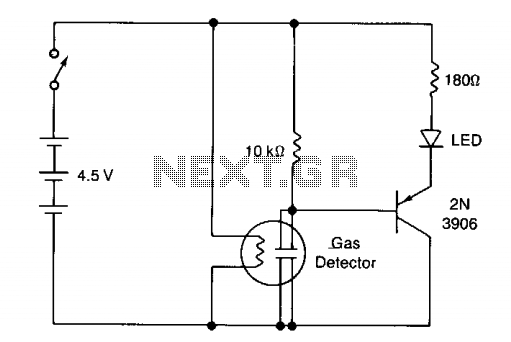 180Ω
LED
10 kΩ
4.5 V
NEXT.GR
2N
3906
Gas
Detector